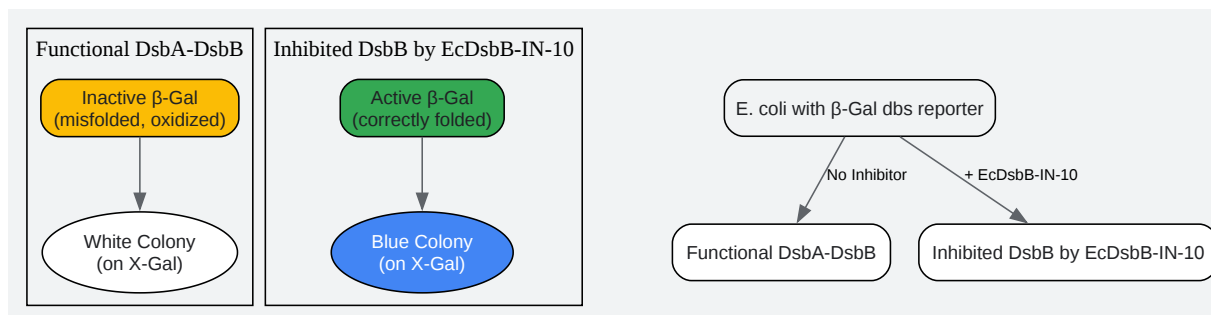 Functional DsbA-DsbB
Inactive β-Gal
(misfolded, oxidized)
White Colony
(on X-Gal)
Inhibited DsbB by EcDsbB-IN-10
Active β-Gal
(correctly folded)
Blue Colony
(on X-Gal)
E. coli with β-Gal dbs reporter
No Inhibitor
+ EcDsbB-IN-10
Functional DsbA-DsbB
Inhibited DsbB by EcDsbB-IN-10